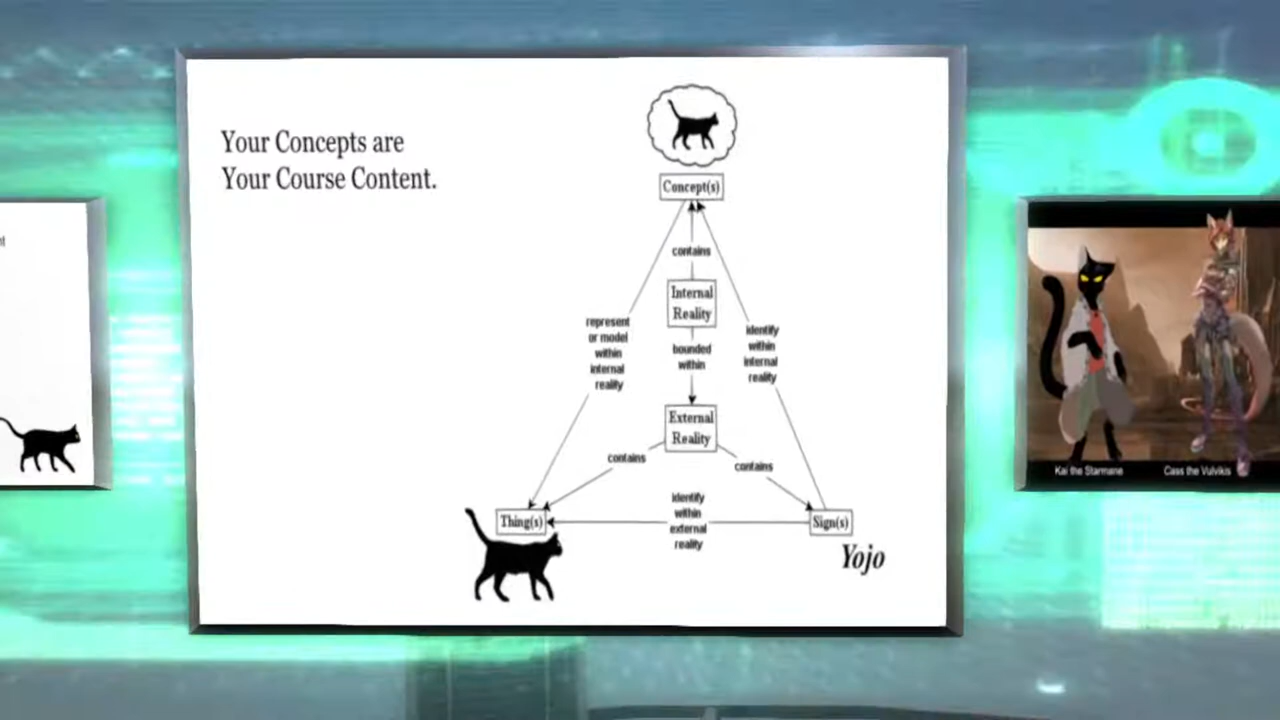 Your Concepts are
Your Course Content.
Concept(s)
contains
Internal
Reality
represent
or model
within
internal
reality
bounded
within
identify
within
internal
reality
External
Reality
contains
contains
identify
within
external
reality
Thing(s)
Sign(s)
Yojo
Kai the Starmane
Cass the Vulvikis